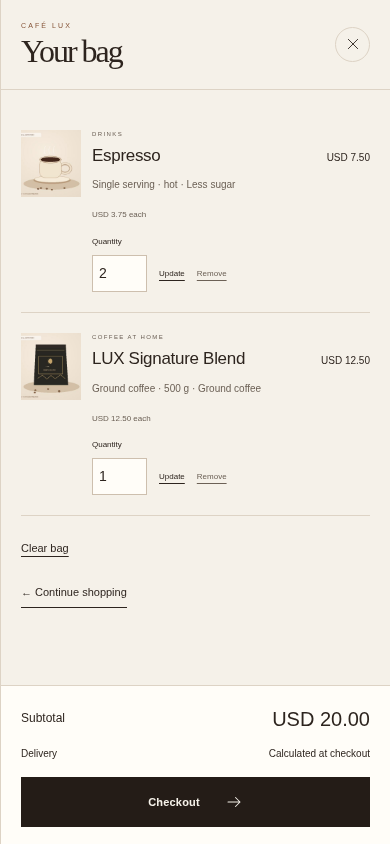 CAFÉ LUX
Your bag
DRINKS
Espresso
USD 7.50
Single serving · hot · Less sugar
USD 3.75 each
Quantity
2
Update
Remove
COFFEE AT HOME
LUX Signature Blend
USD 12.50
Ground coffee · 500 g · Ground coffee
USD 12.50 each
Quantity
1
Update
Remove
Clear bag
← Continue shopping
Subtotal
USD 20.00
Delivery
Calculated at checkout
Checkout →